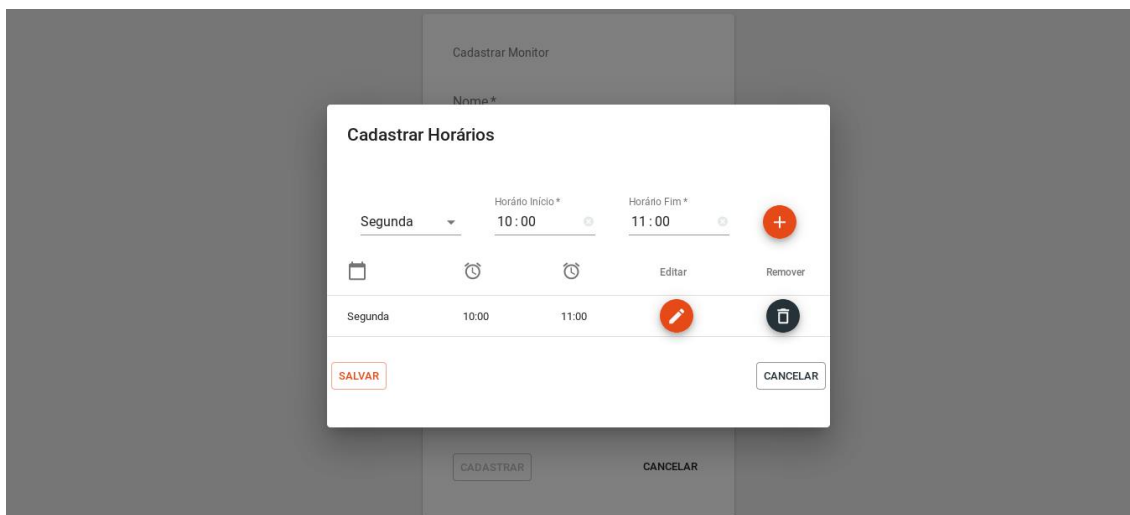 Cadastrar Monitor
Nome *
Cadastrar Horários
Horário Início * Horário Fim *
Segunda 10 : 00 11 : 00
Editar Remover
Segunda 10:00 11:00
SALVAR CANCELAR
CADASTRAR CANCELAR